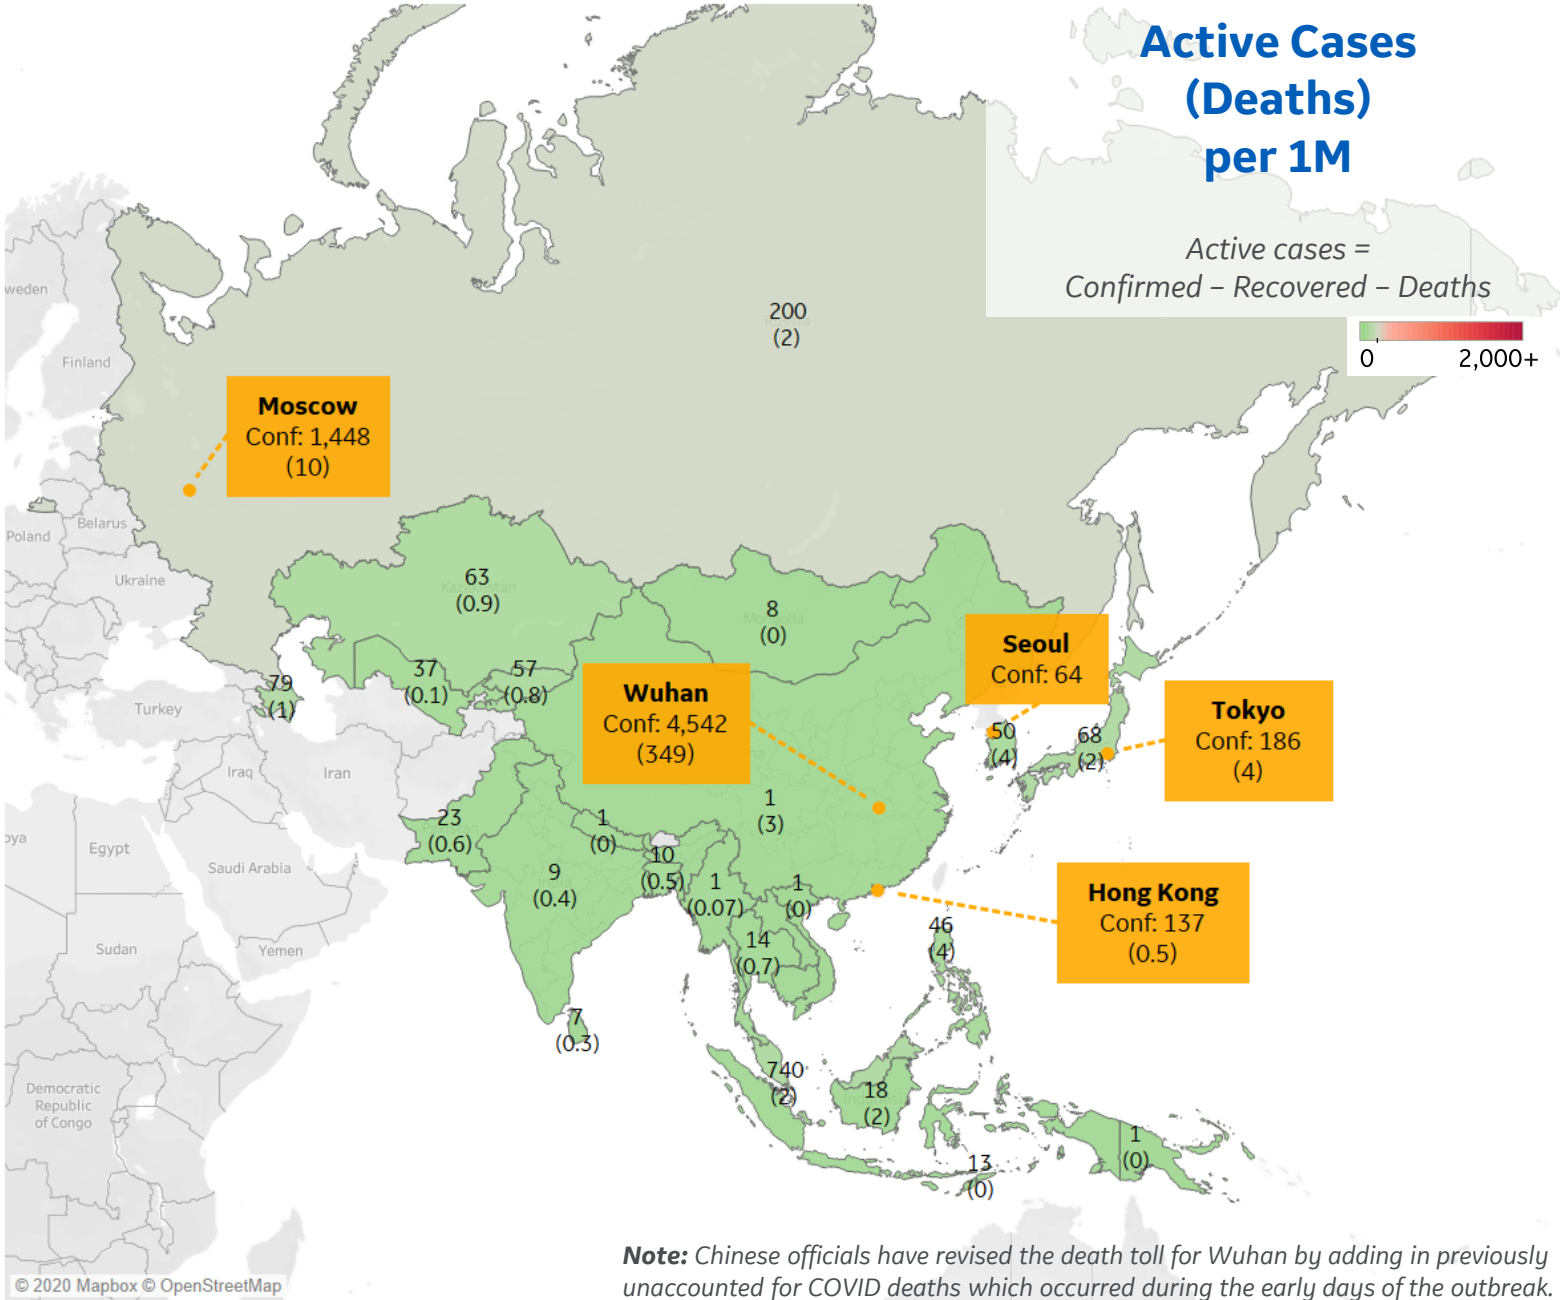 Active Cases
(Deaths)
per 1M
Active cases =
Confirmed – Recovered – Deaths
0
2,000+
200
(2)
weden
Finland
Moscow
Conf: 1,448
(10)
Belarus
Poland
Ukraine
63
(0.9)
Kazakhstan
8
(0)
Mongolia
Seoul
Conf: 64
37
(0.1)
57
(0.8)
79
(1)
Turkey
Wuhan
Conf: 4,542
(349)
Tokyo
Conf: 186
(4)
50
(4)
68
(2)
Iraq
Iran
1
(3)
23
(0.6)
1
(0)
oya
Egypt
Saudi Arabia
10
(0.5)
9
(0.4)
1
(0.07)
1
(0)
Hong Kong
Conf: 137
(0.5)
46
(4)
14
(0.7)
Sudan
Yemen
7
(0.3)
740
(2)
18
(2)
Democratic
Republic
of Congo
1
(0)
13
(0)
Note: Chinese officials have revised the death toll for Wuhan by adding in previously
unaccounted for COVID deaths which occurred during the early days of the outbreak.
© 2020 Mapbox © OpenStreetMap